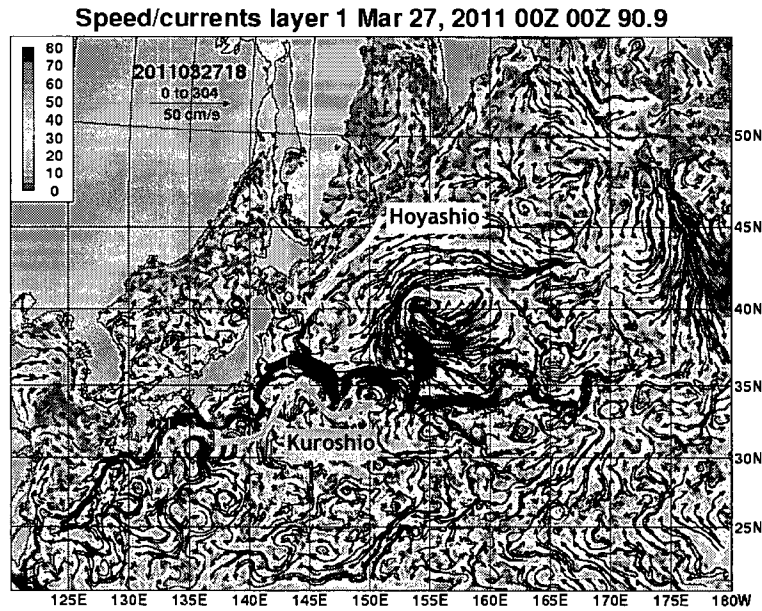 Speed/currents layer 1 Mar 27, 2011 00Z 00Z 90.9
80
70
60
50
40
30
20
10
0
2011032718
0 to 304
50 cm/s
50N
45N
40N
35N
30N
25N
Hoyashio
Kuroshio
125E 130E 135E 140E 145E 150E 155E 160E 165E 170E 175E 180W